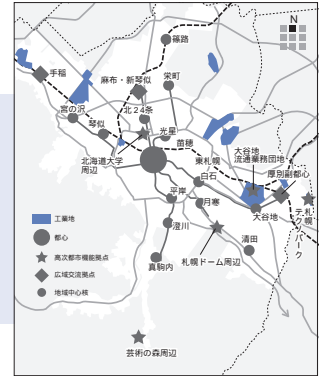 N
篠路
手稲
麻布・新琴似
栄町
宮の沢
北24条
琴似
光星
苗穂
北海道大学
周辺
東札幌
大谷地
流通業務団地
白石
厚別副都心
平岸
月寒
大谷地
札幌
テクノパーク
工業地
都心
高次都市機能拠点
広域交流拠点
地域中心核
澄川
清田
真駒内
札幌ドーム周辺
芸術の森周辺